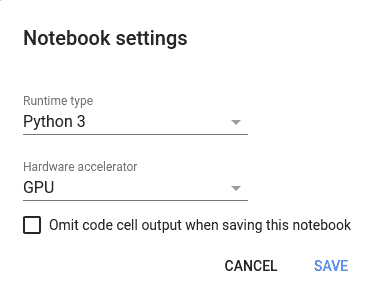 Notebook settings
Runtime type
Python 3
Hardware accelerator
GPU
Omit code cell output when saving this notebook
CANCEL SAVE